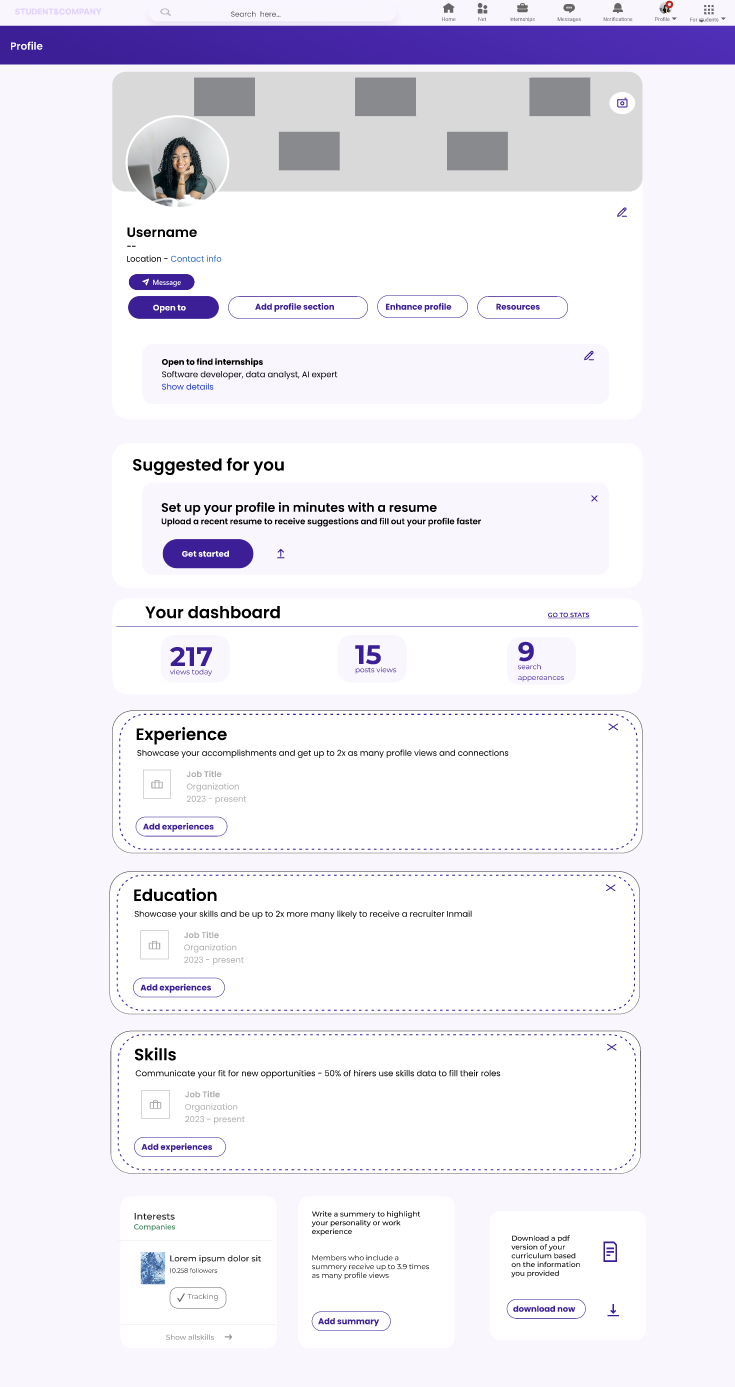 STUDENT&COMPANY
Search here...
Home
Net
Internships
Messages
Notifications
Profile
For students
Profile
Username
--
Location - Contact info
Message
Open to
Add profile section
Enhance profile
Resources
Open to find internships
Software developer, data analyst, AI expert
Show details
Suggested for you
Set up your profile in minutes with a resume
Upload a recent resume to receive suggestions and fill out your profile faster
Get started
Your dashboard
GO TO STATS
217
views today
15
posts views
9
search
appereances
Experience
Showcase your accomplishments and get up to 2x as many profile views and connections
Job Title
Organization
2023 - present
Add experiences
Education
Showcase your skills and be up to 2x more many likely to receive a recruiter Inmail
Job Title
Organization
2023 - present
Add experiences
Skills
Communicate your fit for new opportunities - 50% of hirers use skills data to fill their roles
Job Title
Organization
2023 - present
Add experiences
Interests
Companies
Lorem ipsum dolor sit
10.258 followers
Tracking
Show allskills
Write a summery to highlight
your personality or work
experience
Members who include a
summery receive up to 3.9 times
as many profile views
Add summary
Download a pdf
version of your
curriculum based
on the information
you provided
download now